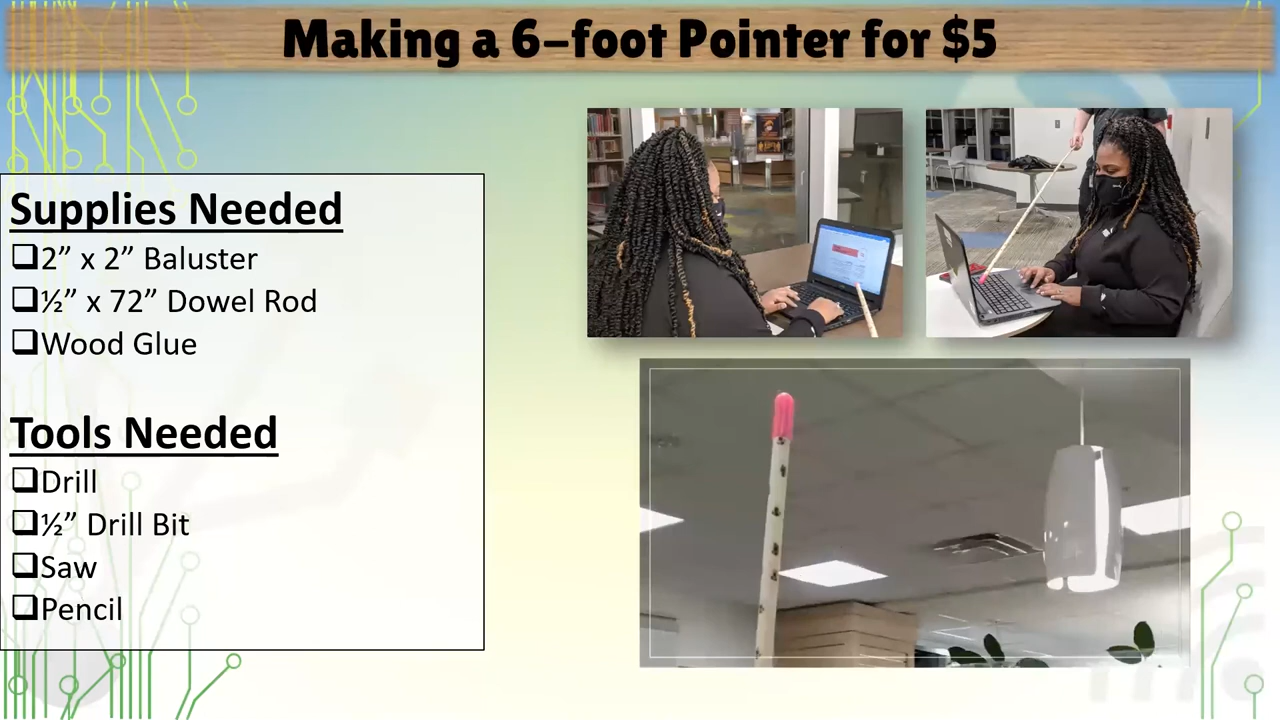 Making a 6-foot Pointer for $5
Supplies Needed
❑2” x 2” Baluster
❑½” x 72” Dowel Rod
❑Wood Glue
Tools Needed
❑Drill
❑½” Drill Bit
❑Saw
❑Pencil